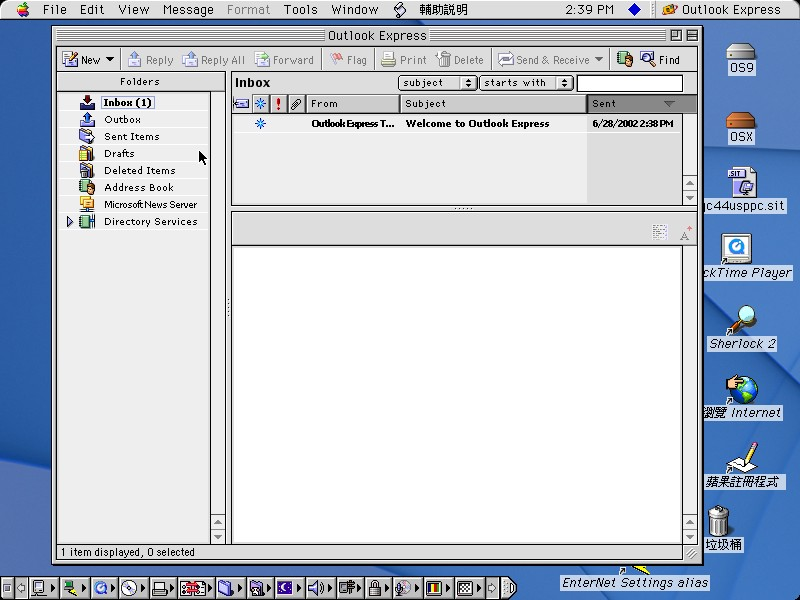 File Edit View Message Format Tools Window 輔助說明 2:39 PM Outlook Express
Outlook Express
New Reply Reply All Forward Flag Print Delete Send & Receive Find
Folders
Inbox subject starts with
From Subject Sent
Inbox (1)
Outbox
Sent Items
Drafts
Deleted Items
Address Book
Microsoft News Server
Directory Services
Outlook Express T... Welcome to Outlook Express 6/28/2002 2:38 PM
1 item displayed, 0 selected
OS9
OSX
SIT
gc44usppc.sit
ckTime Player
Sherlock 2
瀏覽 Internet
蘋果註冊程式
垃圾桶
EnterNet Settings alias